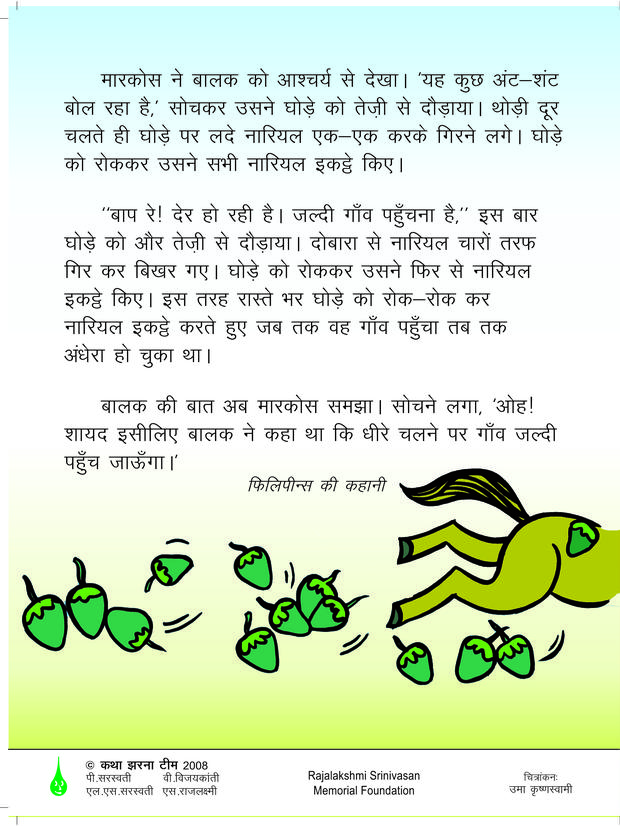 मारकोस ने बालक को आश्चर्य से देखा। 'यह कुछ अंट–शंट
बोल रहा है,' सोचकर उसने घोड़े को तेज़ी से दौड़ाया। थोड़ी दूर
चलते ही घोड़े पर लदे नारियल एक–एक करके गिरने लगे। घोड़े
को रोककर उसने सभी नारियल इकट्ठे किए।
''बाप रे! देर हो रही है। जल्दी गाँव पहुँचना है,'' इस बार
घोड़े को और तेज़ी से दौड़ाया। दोबारा से नारियल चारों तरफ
गिर कर बिखर गए। घोड़े को रोककर उसने फिर से नारियल
इकट्ठे किए। इस तरह रास्ते भर घोड़े को रोक–रोक कर
नारियल इकट्ठे करते हुए जब तक वह गाँव पहुँचा तब तक
अंधेरा हो चुका था।
बालक की बात अब मारकोस समझा। सोचने लगा, 'ओह!
शायद इसीलिए बालक ने कहा था कि धीरे चलने पर गाँव जल्दी
पहुँच जाऊँगा।'
फिलिपीन्स की कहानी
© कथा झरना टीम 2008
पी.सरस्वती वी.विजयकांती
एल.एस.सरस्वती एस.राजलक्ष्मी
Rajalakshmi Srinivasan
Memorial Foundation
चित्रांकनः
उमा कृष्णस्वामी